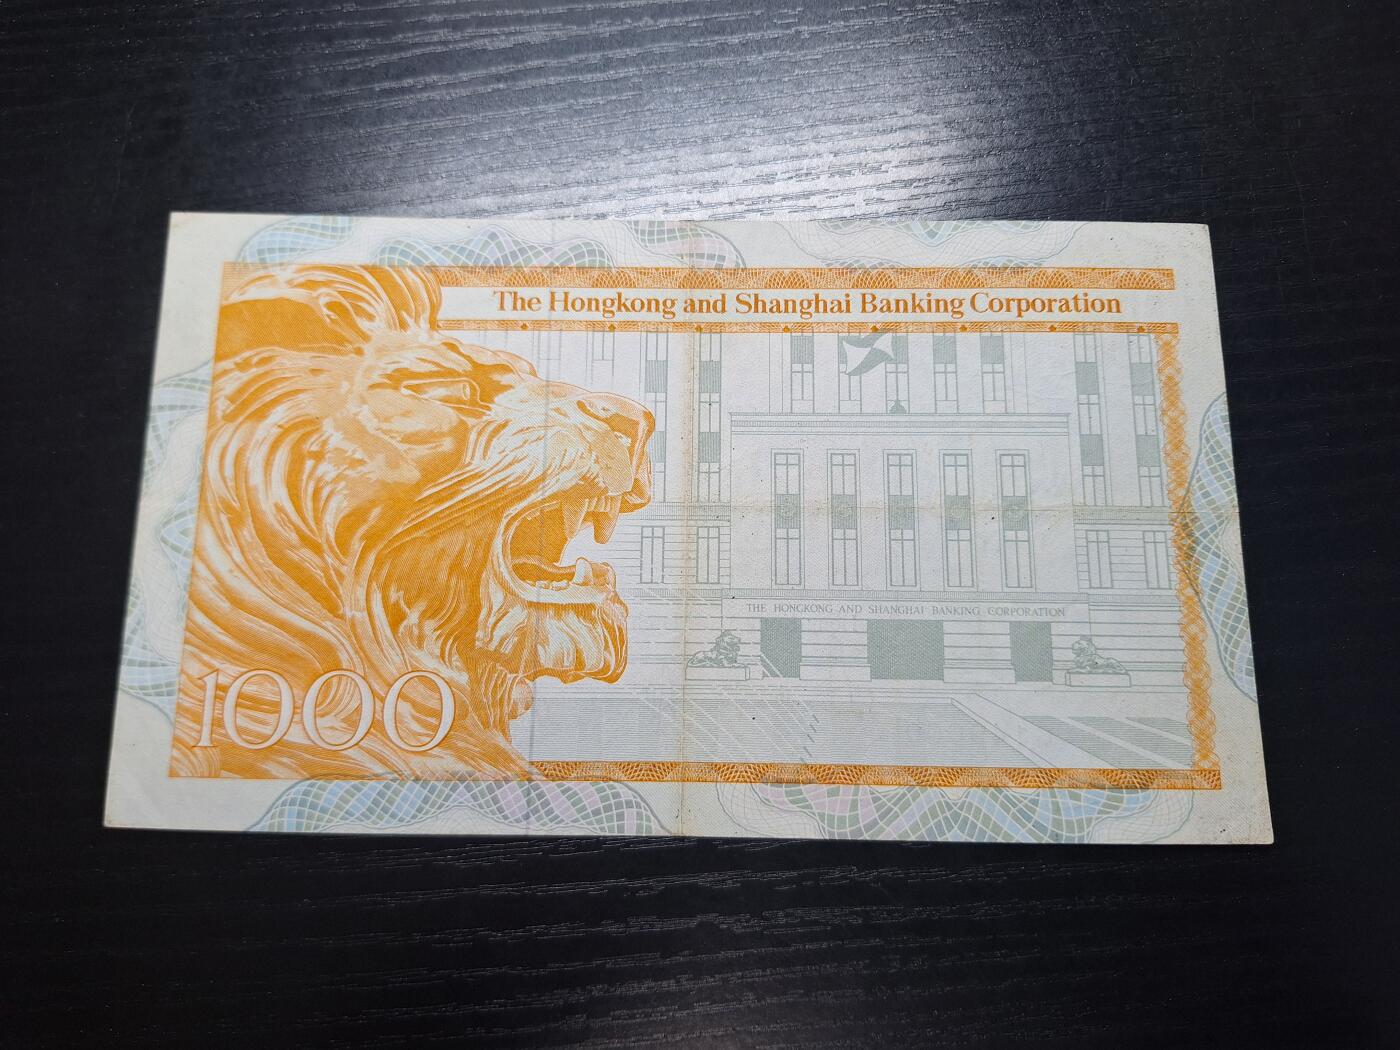 The Hongkong and Shanghai Banking Corporation
THE HONGKONG AND SHANGHAI BANKING CORPORATION
1000